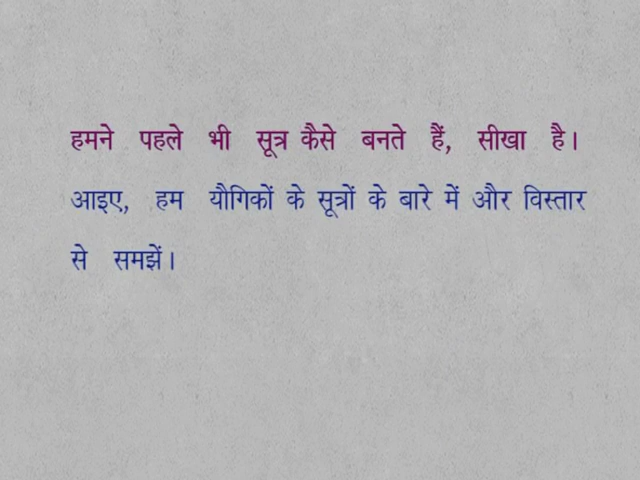 हमने पहले भी सूत्र कैसे बनते हैं, सीखा है।
आइए, हम यौगिकों के सूत्रों के बारे में और विस्तार
से समझें।